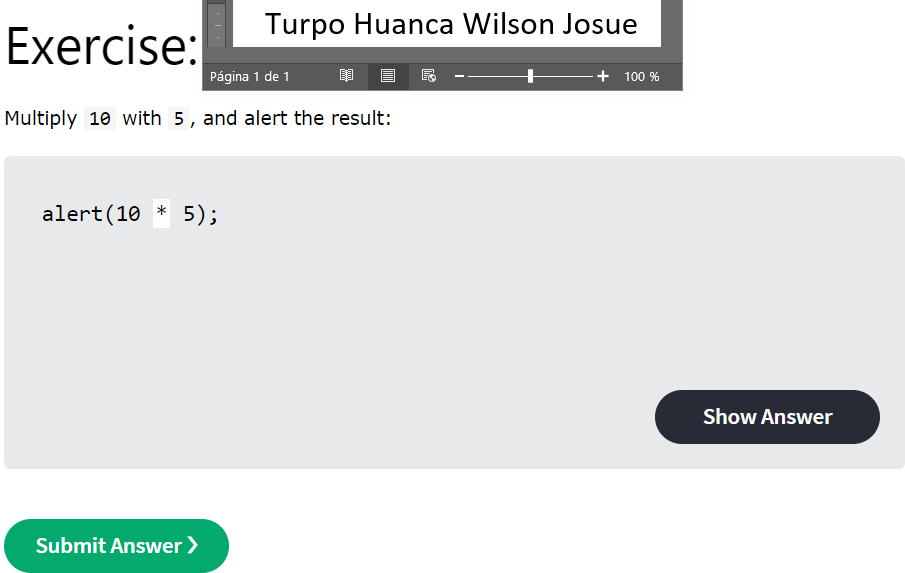 Exercise:
Turpo Huanca Wilson Josue
Página 1 de 1
100 %
Multiply 10 with 5, and alert the result:
alert(10 * 5);
Show Answer
Submit Answer ❯